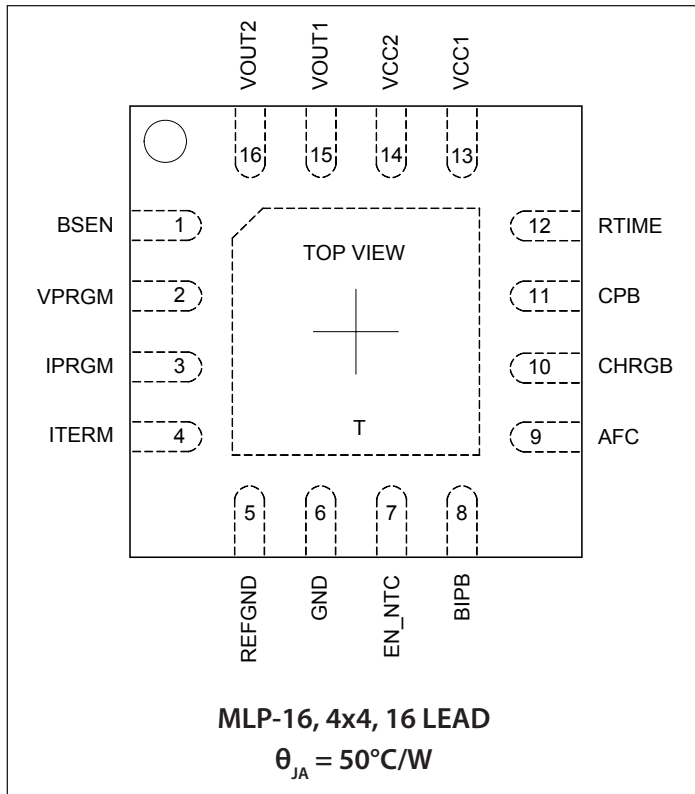 VOUT2
VOUT1
VCC2
VCC1
16
15
14
13
BSEN 1
12 RTIME
TOP VIEW
VPRGM 2
11 CPB
IPRGM 3
10 CHRGB
ITERM 4
T
9 AFC
5
6
7
8
REFGND
GND
EN_NTC
BIPB
MLP-16, 4x4, 16 LEAD
θJA = 50°C/W